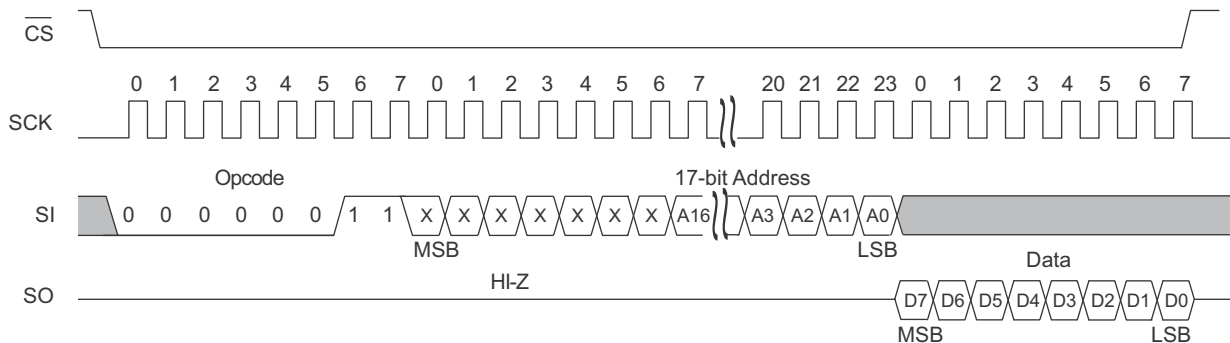 CS
0 1 2 3 4 5 6 7 0 1 2 3 4 5 6 7 20 21 22 23 0 1 2 3 4 5 6 7
SCK
Opcode 17-bit Address
SI 0 0 0 0 0 0 1 1 X X X X X X X A16 A3 A2 A1 A0
MSB LSB
HI-Z Data
SO D7 D6 D5 D4 D3 D2 D1 D0
MSB LSB